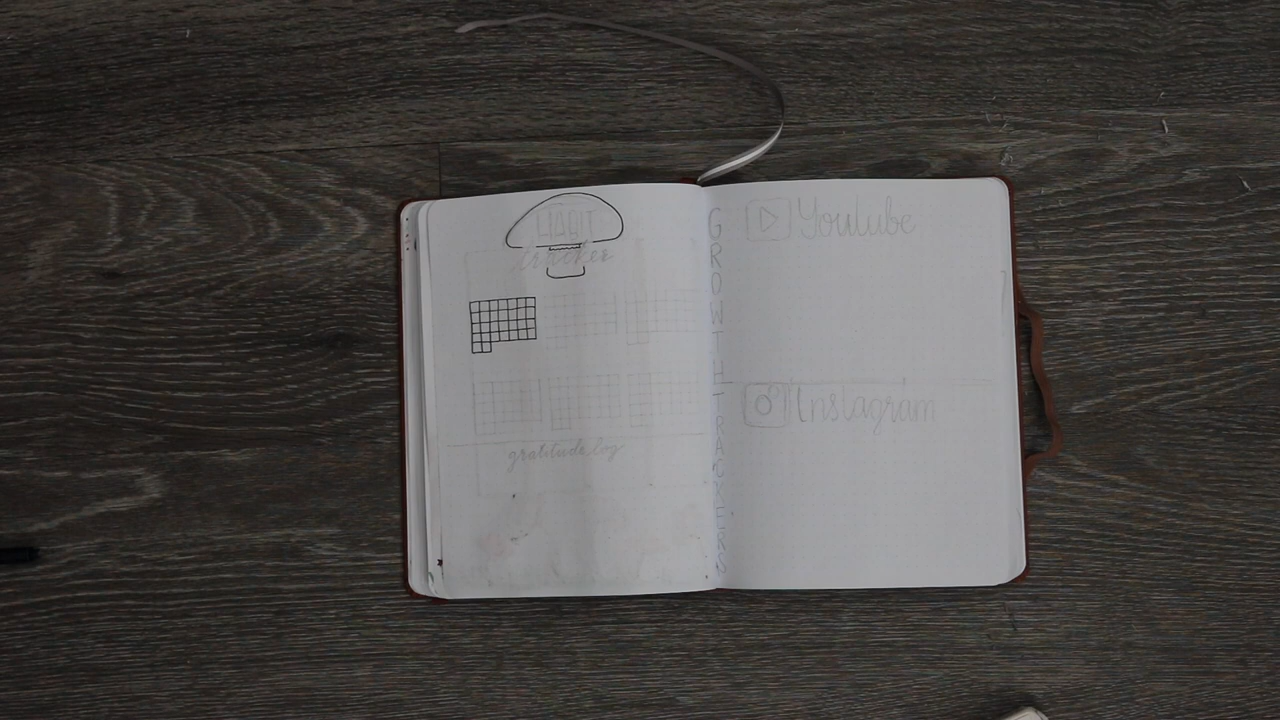 HABIT
tracker
gratitude log
GROWTH TRACKERS
Youtube
Instagram